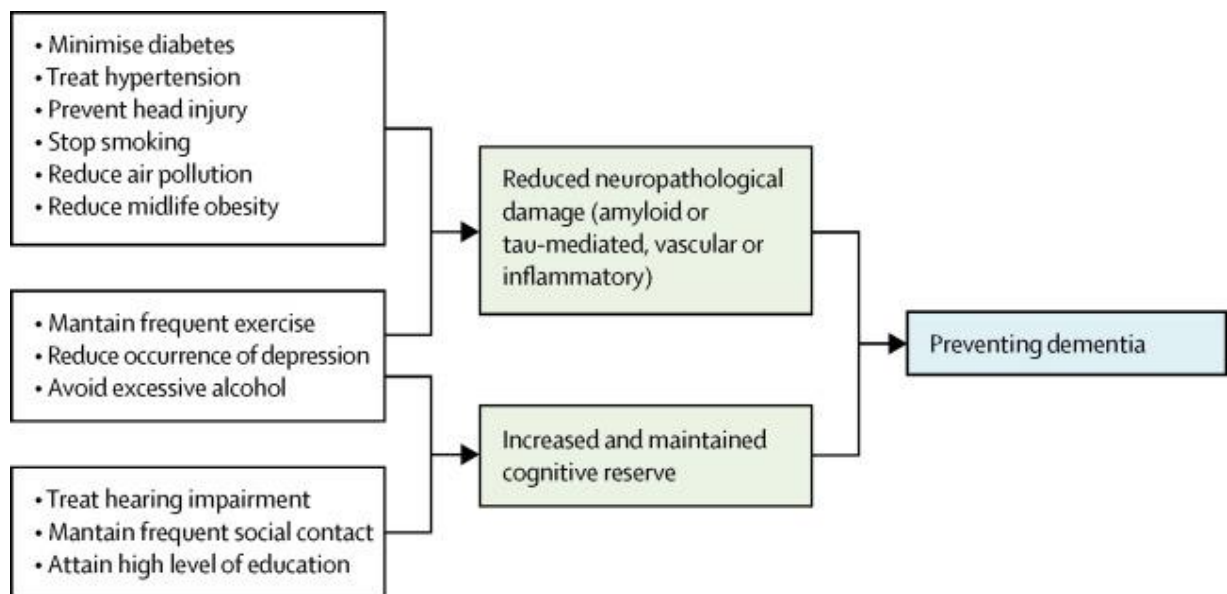 • Minimise diabetes
• Treat hypertension
• Prevent head injury
• Stop smoking
• Reduce air pollution
• Reduce midlife obesity
• Mantain frequent exercise
• Reduce occurrence of depression
• Avoid excessive alcohol
• Treat hearing impairment
• Mantain frequent social contact
• Attain high level of education
Reduced neuropathological
damage (amyloid or
tau-mediated, vascular or
inflammatory)
Increased and maintained
cognitive reserve
Preventing dementia